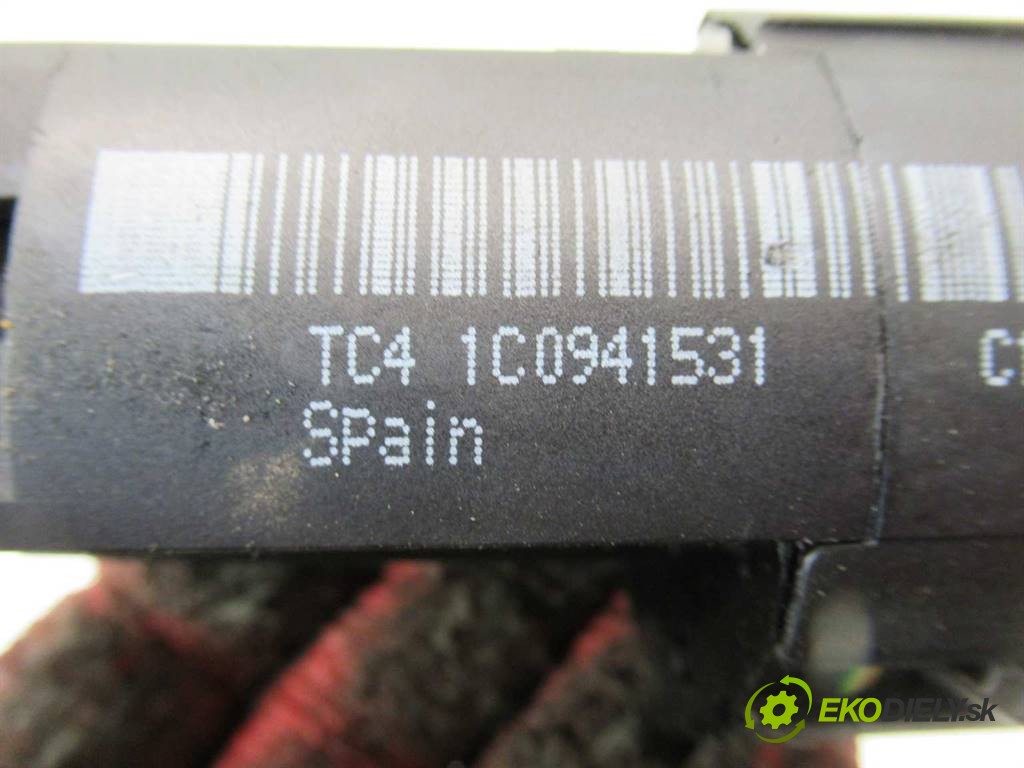 TC4 1C0941531
Spain
EKODIELY.sk